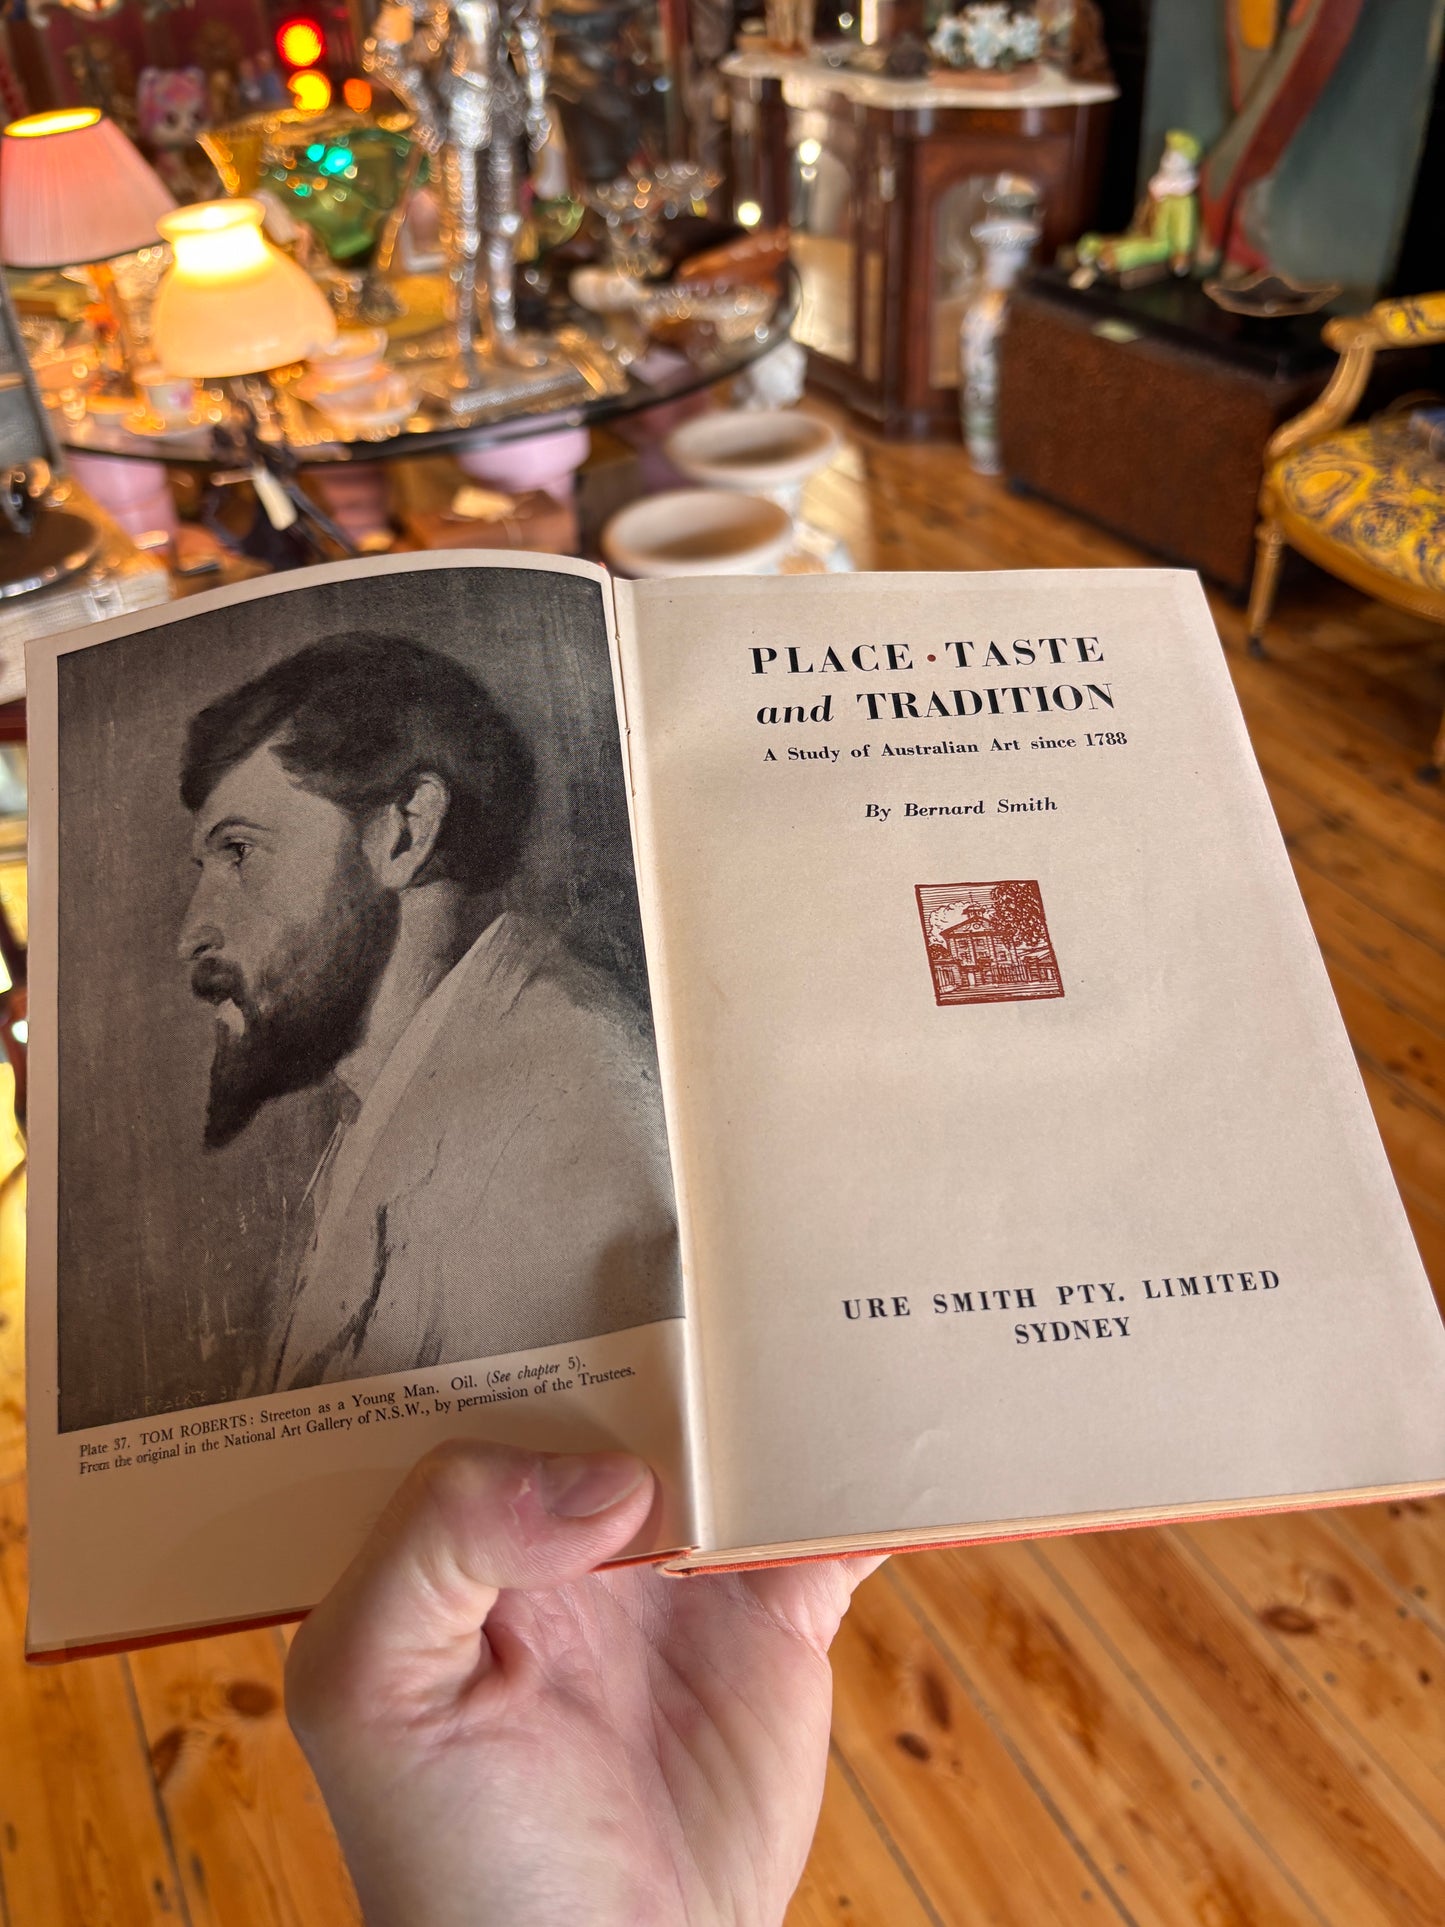 Plate 37. TOM ROBERTS: Streeton as a Young Man. Oil. (See chapter 5).
From the original in the National Art Gallery of N.S.W., by permission of the Trustees.
PLACE · TASTE
and TRADITION
A Study of Australian Art since 1788
By Bernard Smith
URE SMITH PTY. LIMITED
SYDNEY